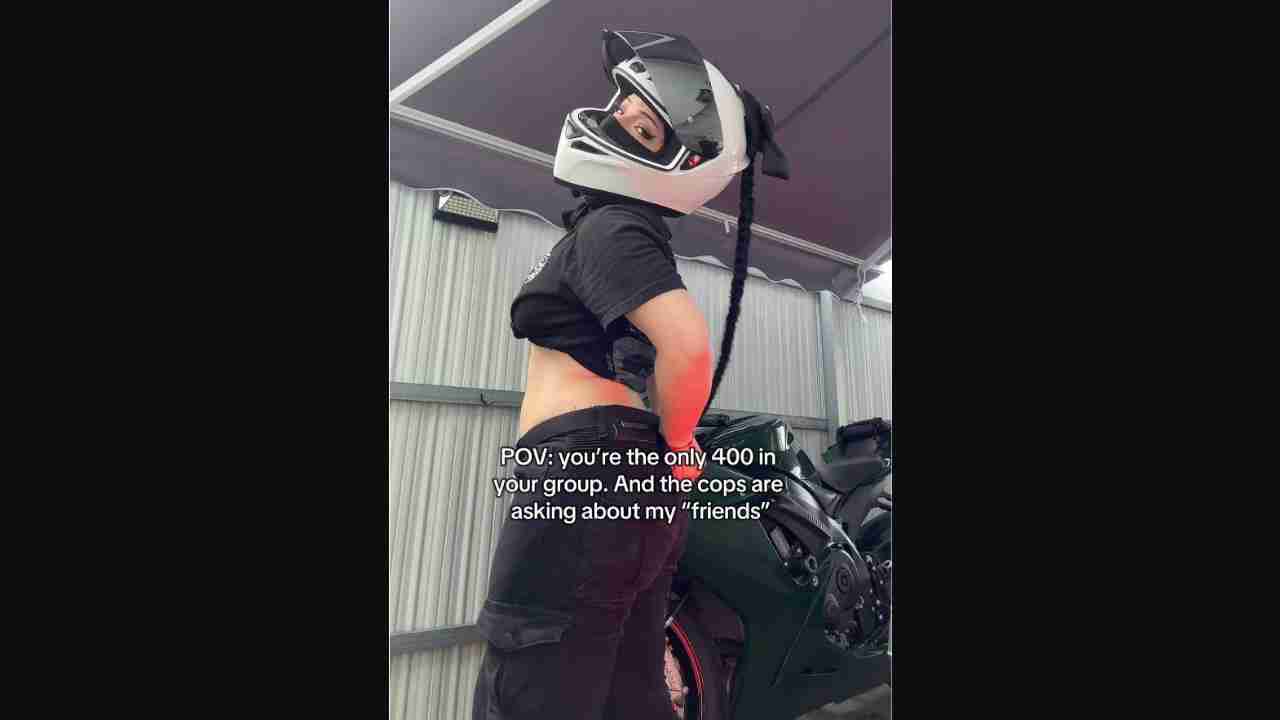 POV: you’re the only 400 in
your group. And the cops are
asking about my “friends”